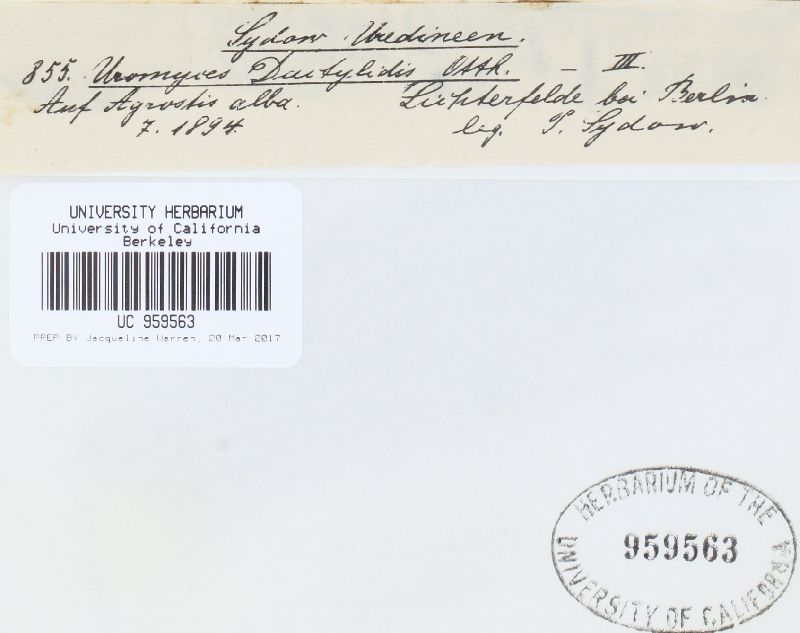 Sydow. Uredineen.
855. Uromyces Dactylidis Otth. — III.
Auf Agrostis alba. Lichterfelde bei Berlin.
7. 1894. leg. P. Sydow.
UNIVERSITY HERBARIUM
University of California
Berkeley
UC 959563
PREP BY Jacqueline Warren, 20 Mar 2017
HERBARIUM OF THE
959563
UNIVERSITY OF CALIFORNIA